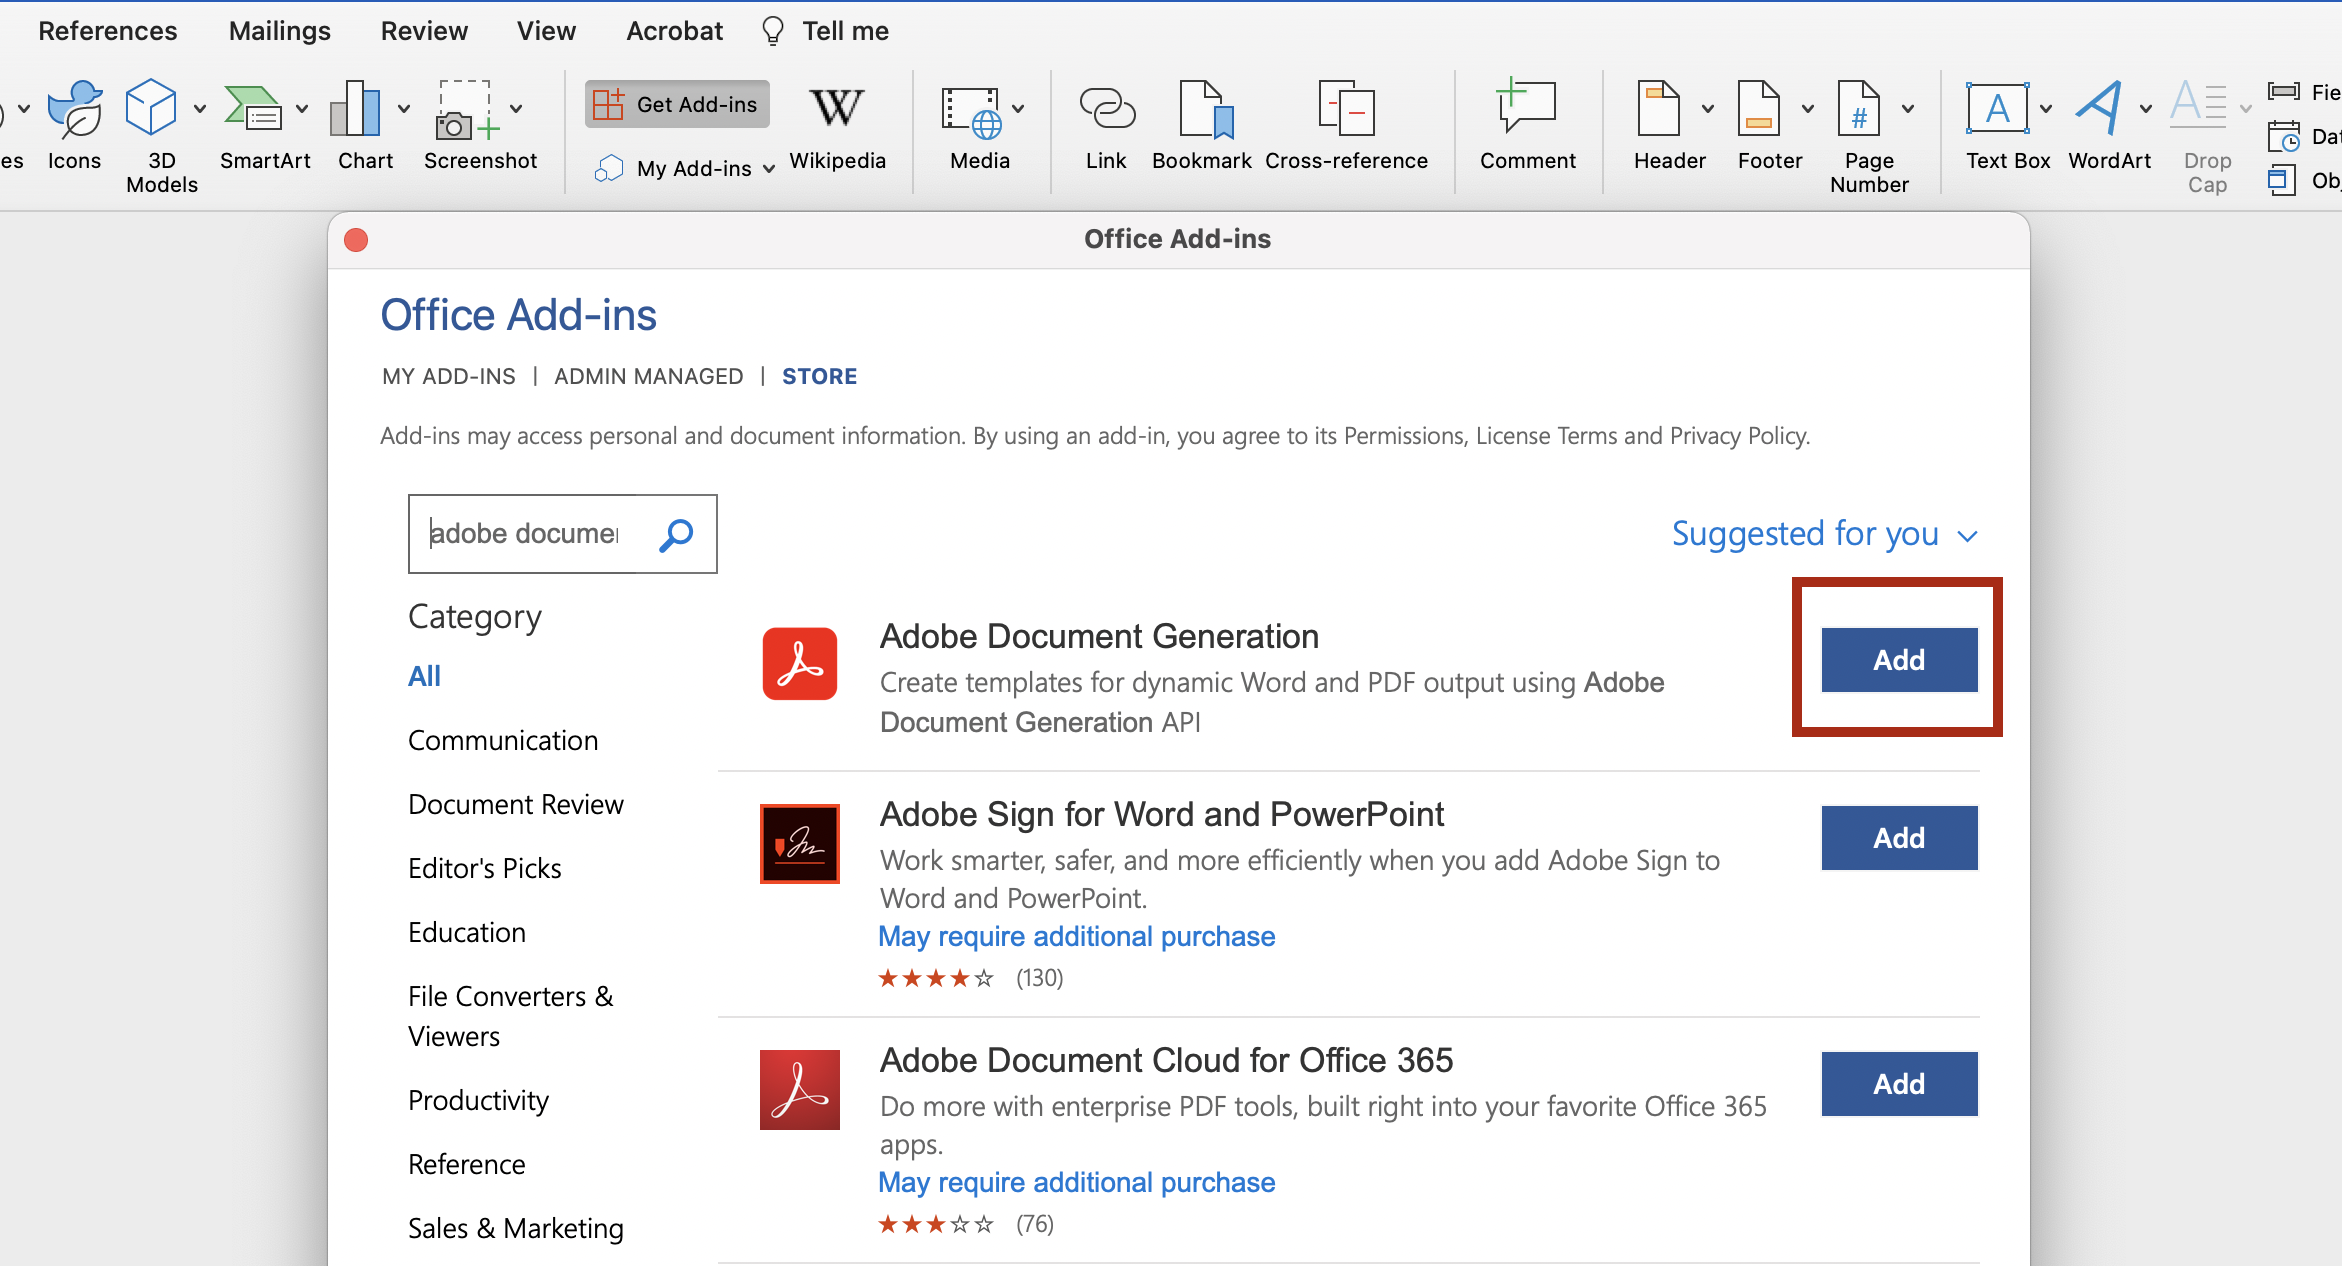 References Mailings Review View Acrobat Tell me
Get Add-ins
es Icons 3D Models SmartArt Chart Screenshot My Add-ins Wikipedia Media Link Bookmark Cross-reference Comment Header Footer Page Number Text Box WordArt Drop Cap
Office Add-ins
Office Add-ins
MY ADD-INS | ADMIN MANAGED | STORE
Add-ins may access personal and document information. By using an add-in, you agree to its Permissions, License Terms and Privacy Policy.
adobe docume
Suggested for you
Category
All
Communication
Document Review
Editor's Picks
Education
File Converters &
Viewers
Productivity
Reference
Sales & Marketing
Adobe Document Generation
Create templates for dynamic Word and PDF output using Adobe
Document Generation API
Add
Adobe Sign for Word and PowerPoint
Work smarter, safer, and more efficiently when you add Adobe Sign to
Word and PowerPoint.
May require additional purchase
(130)
Add
Adobe Document Cloud for Office 365
Do more with enterprise PDF tools, built right into your favorite Office 365
apps.
May require additional purchase
(76)
Add